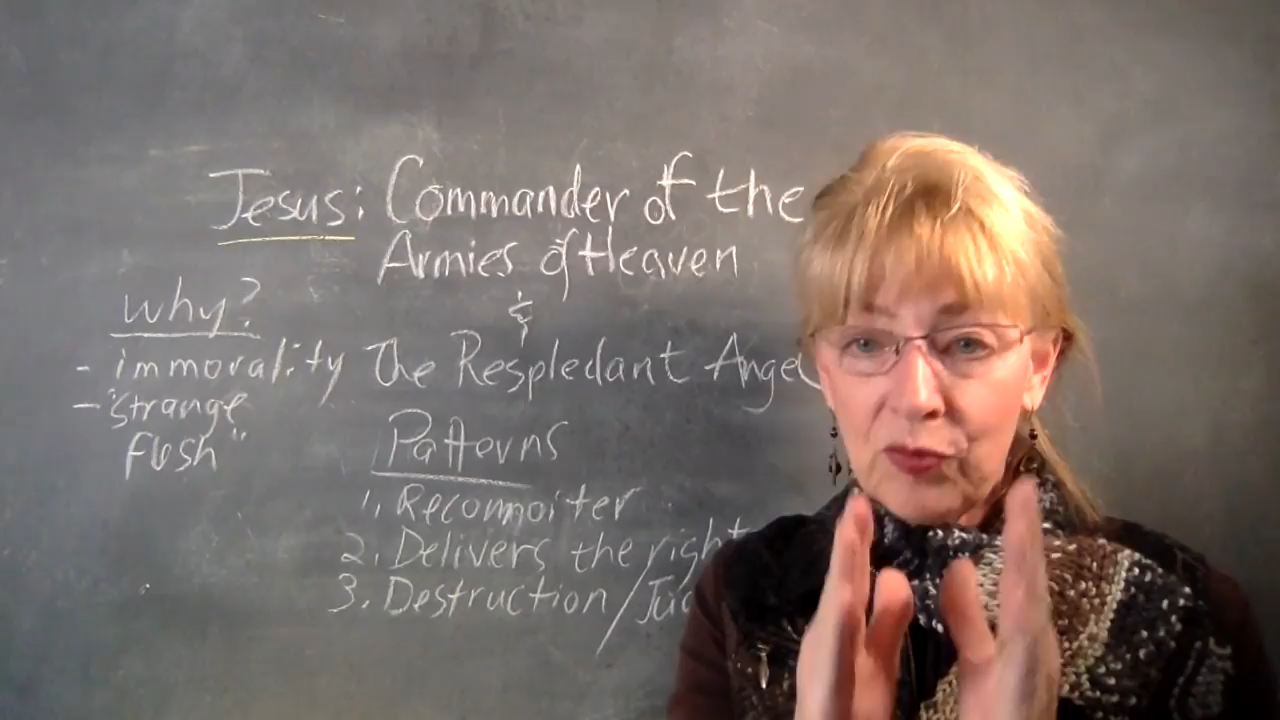 Jesus: Commander of the
Armies of Heaven
&
The Respledant Angel
Why?
- immorality
- "strange
flesh"
Patterns
1. Reconnoiter
2. Delivers the right
3. Destruction/Jud